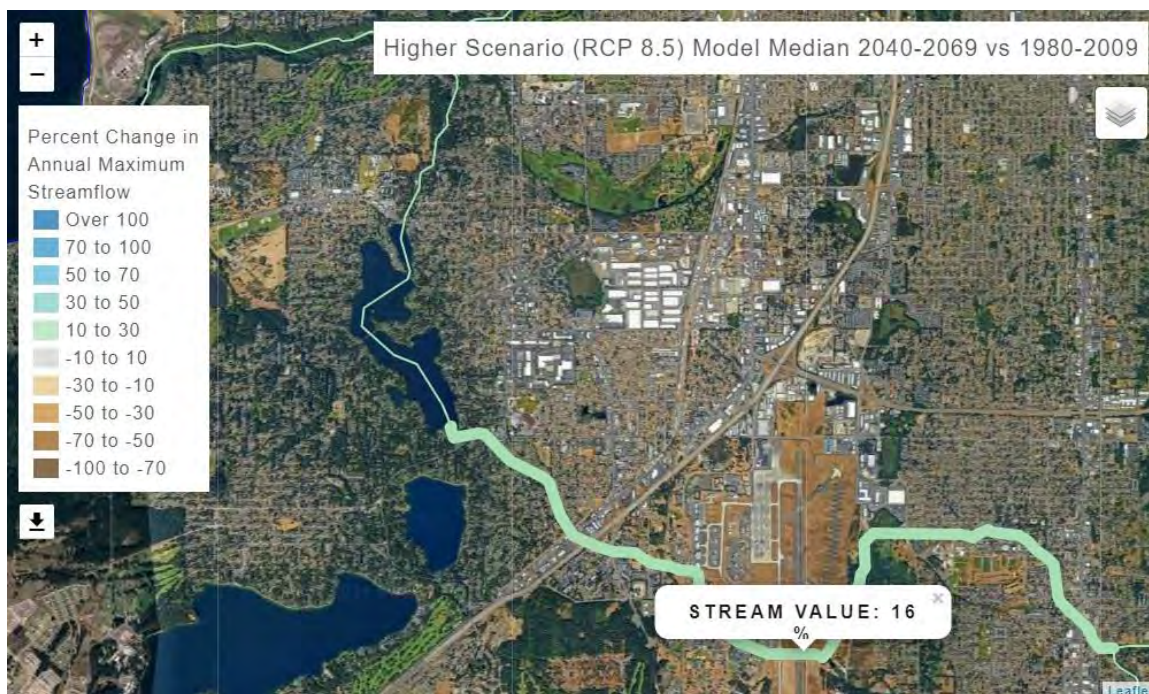 +
−
Higher Scenario (RCP 8.5) Model Median 2040-2069 vs 1980-2009
Percent Change in
Annual Maximum
Streamflow
Over 100
70 to 100
50 to 70
30 to 50
10 to 30
-10 to 10
-30 to -10
-50 to -30
-70 to -50
-100 to -70
×
STREAM VALUE: 16
%
Leafle